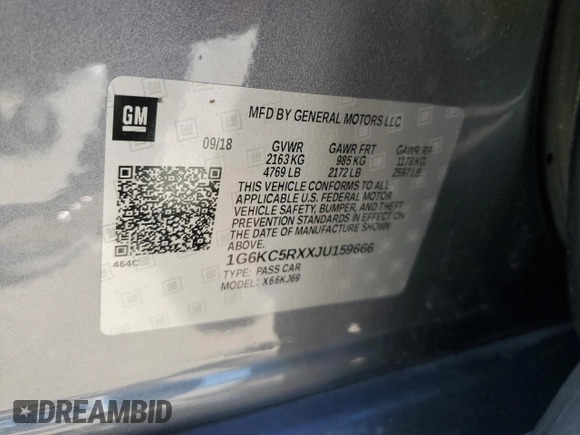 GM
MFD BY GENERAL MOTORS LLC
09/18 GVWR GAWR FRT GAWR RR
2163 KG 985 KG 1178 KG
4769 LB 2172 LB 2597 LB
THIS VEHICLE CONFORMS TO ALL
APPLICABLE U.S. FEDERAL MOTOR
VEHICLE SAFETY, BUMPER, AND THEFT
PREVENTION STANDARDS IN EFFECT ON
THE DATE OF MANUFACTURE SHOWN ABOVE.
464C
1G6KC5RXXJU159666
TYPE: PASS CAR
MODEL: X66KJ69
DREAMBID